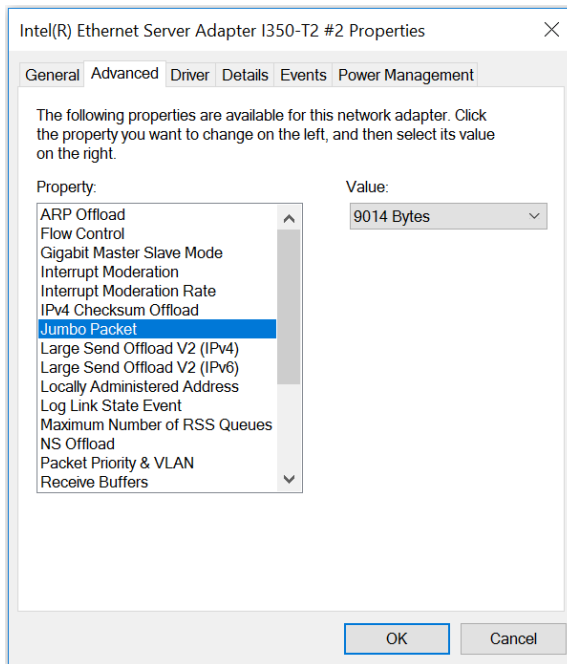 Intel(R) Ethernet Server Adapter I350-T2 #2 Properties
General Advanced Driver Details Events Power Management
The following properties are available for this network adapter. Click
the property you want to change on the left, and then select its value
on the right.
Property:
Value:
ARP Offload
Flow Control
Gigabit Master Slave Mode
Interrupt Moderation
Interrupt Moderation Rate
IPv4 Checksum Offload
Jumbo Packet
Large Send Offload V2 (IPv4)
Large Send Offload V2 (IPv6)
Locally Administered Address
Log Link State Event
Maximum Number of RSS Queues
NS Offload
Packet Priority & VLAN
Receive Buffers
9014 Bytes
OK
Cancel